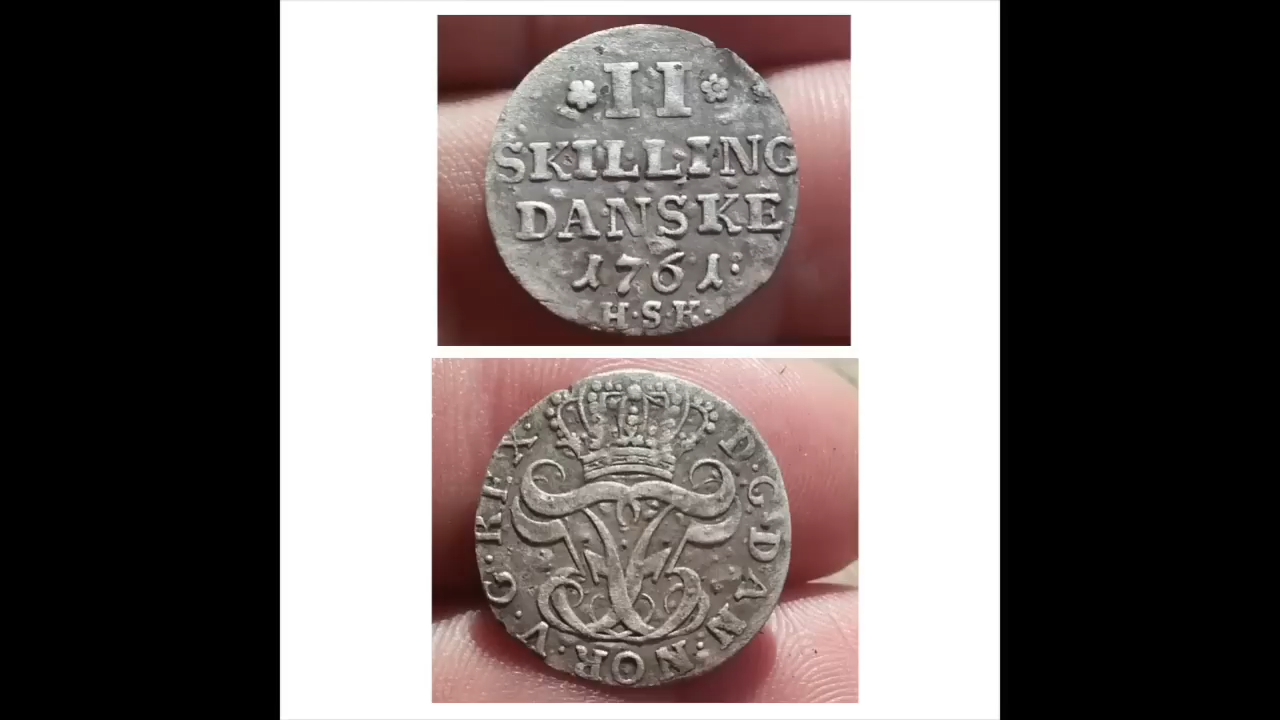 II
SKILLING
DANSKE
1761:
H·S·K·
D·G·DAN·NOR·V·G·REX·